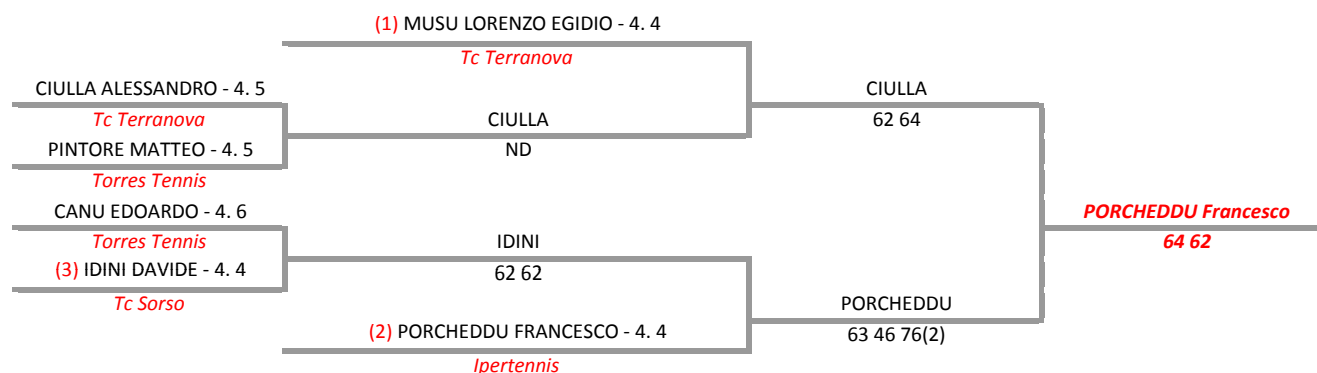 (1) MUSU LORENZO EGIDIO - 4. 4
Tc Terranova
CIULLA ALESSANDRO - 4. 5
Tc Terranova
PINTORE MATTEO - 4. 5
Torres Tennis
CIULLA
ND
CIULLA
62 64
CANU EDOARDO - 4. 6
Torres Tennis
(3) IDINI DAVIDE - 4. 4
Tc Sorso
IDINI
62 62
(2) PORCHEDDU FRANCESCO - 4. 4
Ipertennis
PORCHEDDU
63 46 76(2)
PORCHEDDU Francesco
64 62